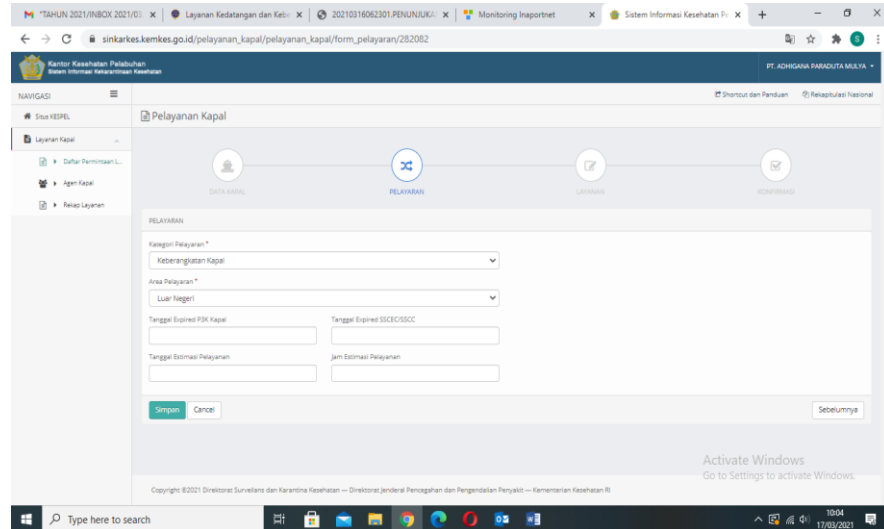 "TAHUN 2021/INBOX 2021/03
Layanan Kedatangan dan Kebe
20210316062301.PENUNJUKA
Monitoring Inaportnet
Sistem Informasi Kesehatan Pe
sinkarkes.kemkes.go.id/pelayanan_kapal/pelayanan_kapal/form_pelayaran/282082
S
Kantor Kesehatan Pelabuhan
Sistem Informasi Kekarantinaan Kesehatan
PT. ADHIGANA PARADUTA MULYA
NAVIGASI
Shortcut dan Panduan
Rekapitulasi Nasional
Situs KESPEL
Layanan Kapal
Daftar Permintaan L...
Agen Kapal
Rekap Layanan
Pelayanan Kapal
DATA KAPAL
PELAYARAN
LAYANAN
KONFIRMASI
PELAYARAN
Kategori Pelayaran *
Keberangkatan Kapal
Area Pelayaran *
Luar Negeri
Tanggal Expired P3K Kapal
Tanggal Expired SSCEC/SSCC
Tanggal Estimasi Pelayanan
Jam Estimasi Pelayanan
Simpan
Cancel
Sebelumnya
Activate Windows
Go to Settings to activate Windows.
Copyright ©2021 Direktorat Surveilans dan Karantina Kesehatan — Direktorat Jenderal Pencegahan dan Pengendalian Penyakit — Kementerian Kesehatan RI
Type here to search
10:04
17/03/2021